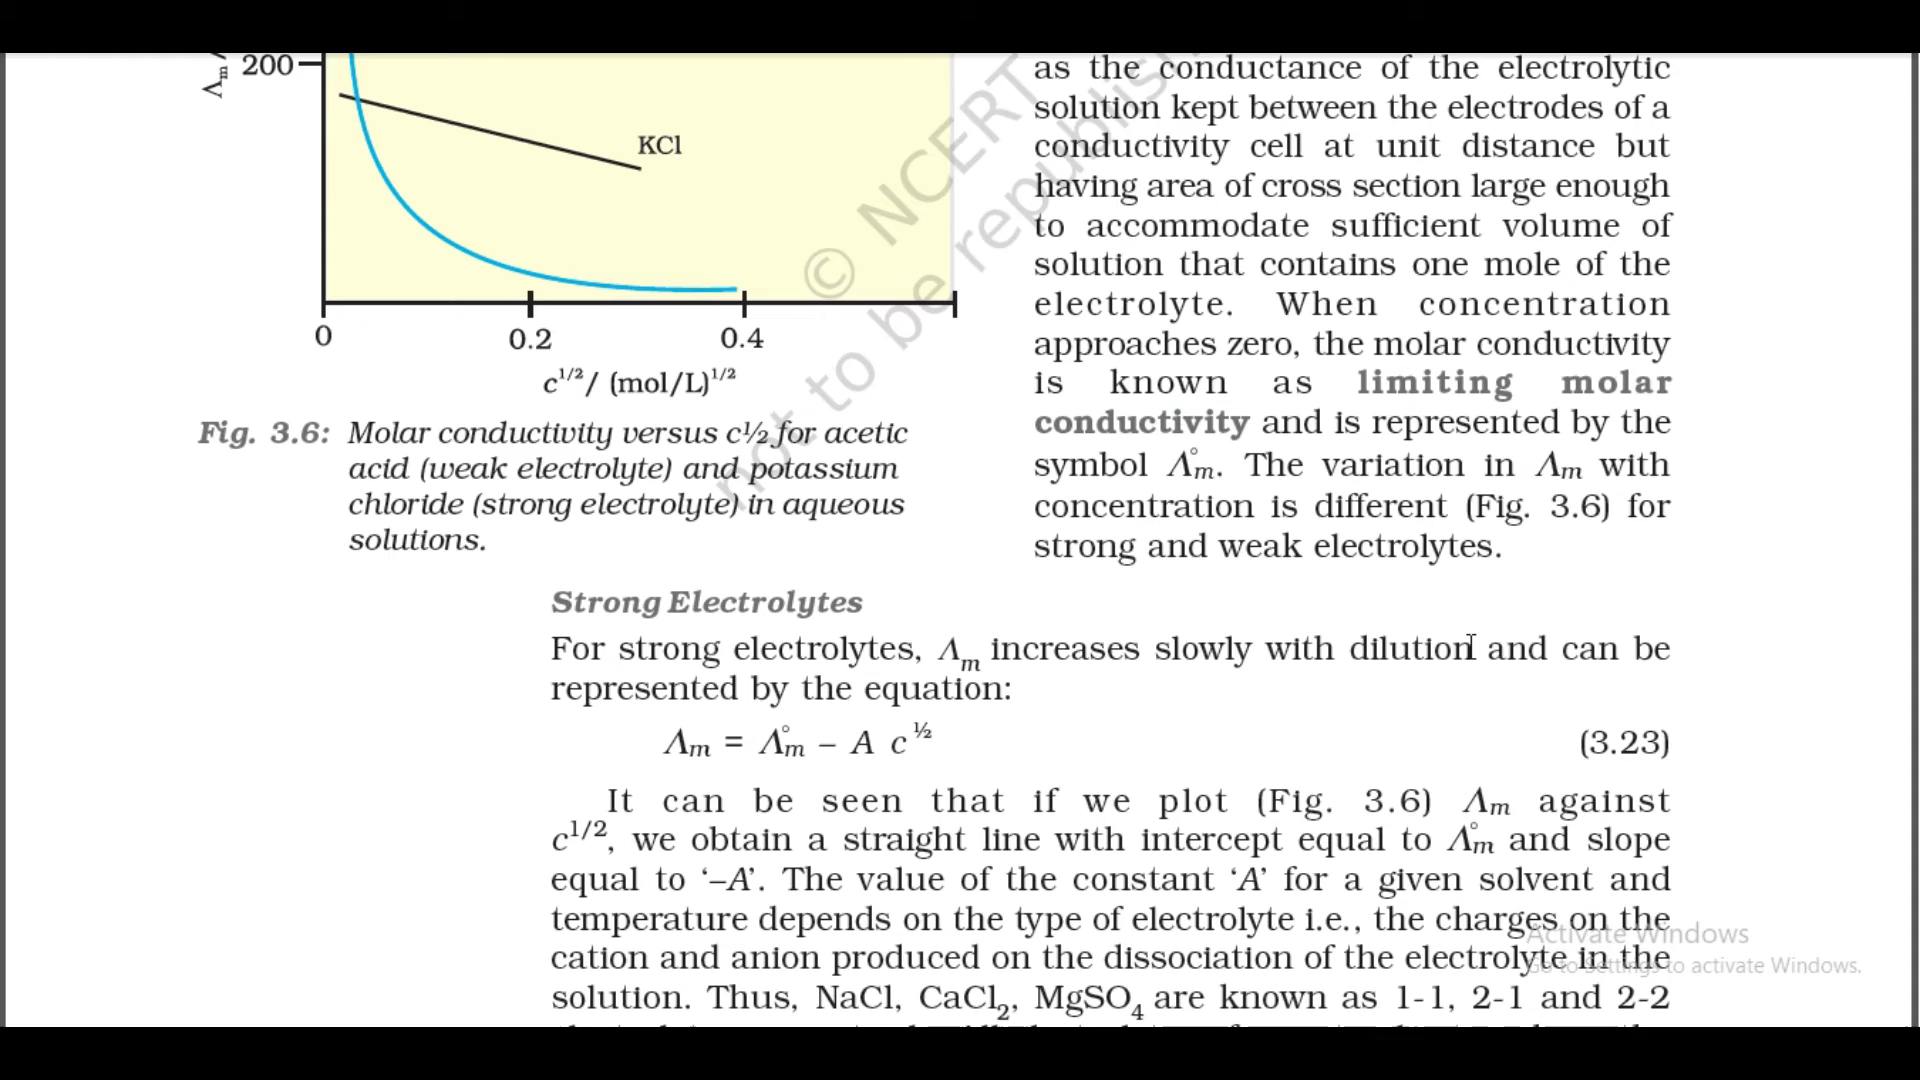 Λm /
200
KCl
0
0.2
0.4
c1/2/ (mol/L)1/2
Fig. 3.6: Molar conductivity versus c½ for acetic
acid (weak electrolyte) and potassium
chloride (strong electrolyte) in aqueous
solutions.
© NCERT
not to be republish
as the conductance of the electrolytic
solution kept between the electrodes of a
conductivity cell at unit distance but
having area of cross section large enough
to accommodate sufficient volume of
solution that contains one mole of the
electrolyte. When concentration
approaches zero, the molar conductivity
is known as limiting molar
conductivity and is represented by the
symbol Λ°m. The variation in Λm with
concentration is different (Fig. 3.6) for
strong and weak electrolytes.
Strong Electrolytes
For strong electrolytes, Λm increases slowly with dilution and can be
represented by the equation:
Λm = Λ°m – A c½ (3.23)
It can be seen that if we plot (Fig. 3.6) Λm against
c1/2, we obtain a straight line with intercept equal to Λ°m and slope
equal to ‘–A’. The value of the constant ‘A’ for a given solvent and
temperature depends on the type of electrolyte i.e., the charges on the
cation and anion produced on the dissociation of the electrolyte in the
solution. Thus, NaCl, CaCl2, MgSO4 are known as 1-1, 2-1 and 2-2
Activate Windows
Go to Settings to activate Windows.